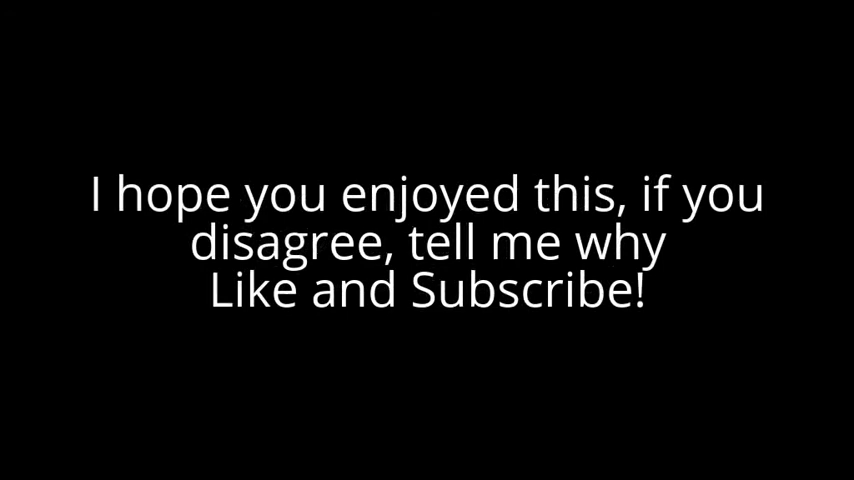 I hope you enjoyed this, if you
disagree, tell me why
Like and Subscribe!